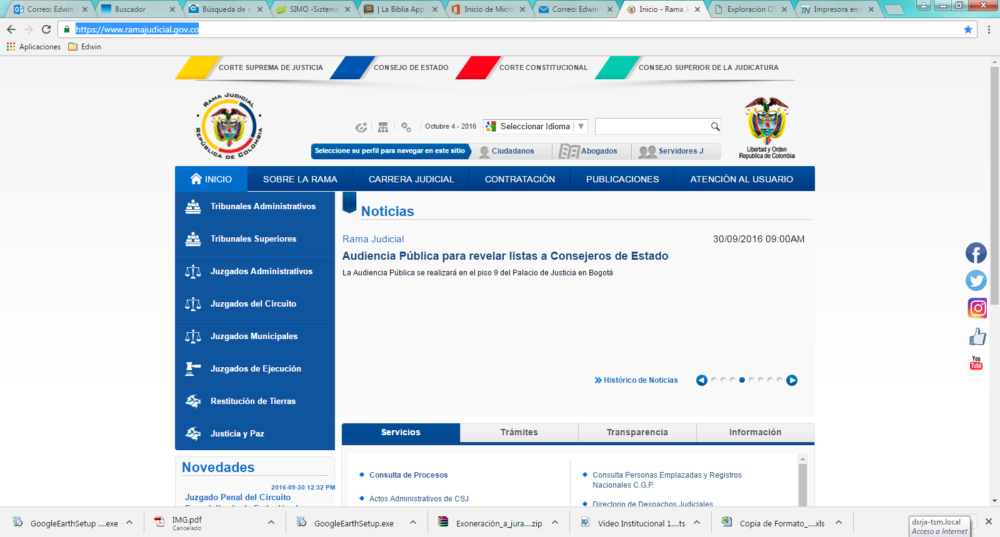 Correo: Edwin
Buscador
Búsqueda de c
SIMO -Sistema
| La Biblia App
Inicio de Micro
Correo: Edwin
Inicio - Rama J
Exploración OV
Impresora en r
https://www.ramajudicial.gov.co
Aplicaciones
Edwin
CORTE SUPREMA DE JUSTICIA
CONSEJO DE ESTADO
CORTE CONSTITUCIONAL
CONSEJO SUPERIOR DE LA JUDICATURA
RAMA JUDICIAL
REPÚBLICA DE COLOMBIA
Octubre 4 - 2016
Seleccionar Idioma
Libertad y Orden
Republica de Colombia
Seleccione su perfil para navegar en este sitio
Ciudadanos
Abogados
Servidores J
INICIO
SOBRE LA RAMA
CARRERA JUDICIAL
CONTRATACIÓN
PUBLICACIONES
ATENCIÓN AL USUARIO
Tribunales Administrativos
Tribunales Superiores
Juzgados Administrativos
Juzgados del Circuito
Juzgados Municipales
Juzgados de Ejecución
Restitución de Tierras
Justicia y Paz
Noticias
Rama Judicial
30/09/2016 09:00AM
Audiencia Pública para revelar listas a Consejeros de Estado
La Audiencia Pública se realizará en el piso 9 del Palacio de Justicia en Bogotá
Histórico de Noticias
You
Tube
Servicios
Trámites
Transparencia
Información
Consulta de Procesos
Actos Administrativos de CSJ
Consulta Personas Emplazadas y Registros
Nacionales C.G.P.
Directorio de Despachos Judiciales
Novedades
2016-09-30 12:32 PM
Juzgado Penal del Circuito
GoogleEarthSetup ....exe
IMG.pdf
Cancelado
GoogleEarthSetup.exe
Exoneración_a_jura....zip
Video Institucional 1....ts
Copia de Formato_....xls
dsrja-tsm.local
Acceso a Internet